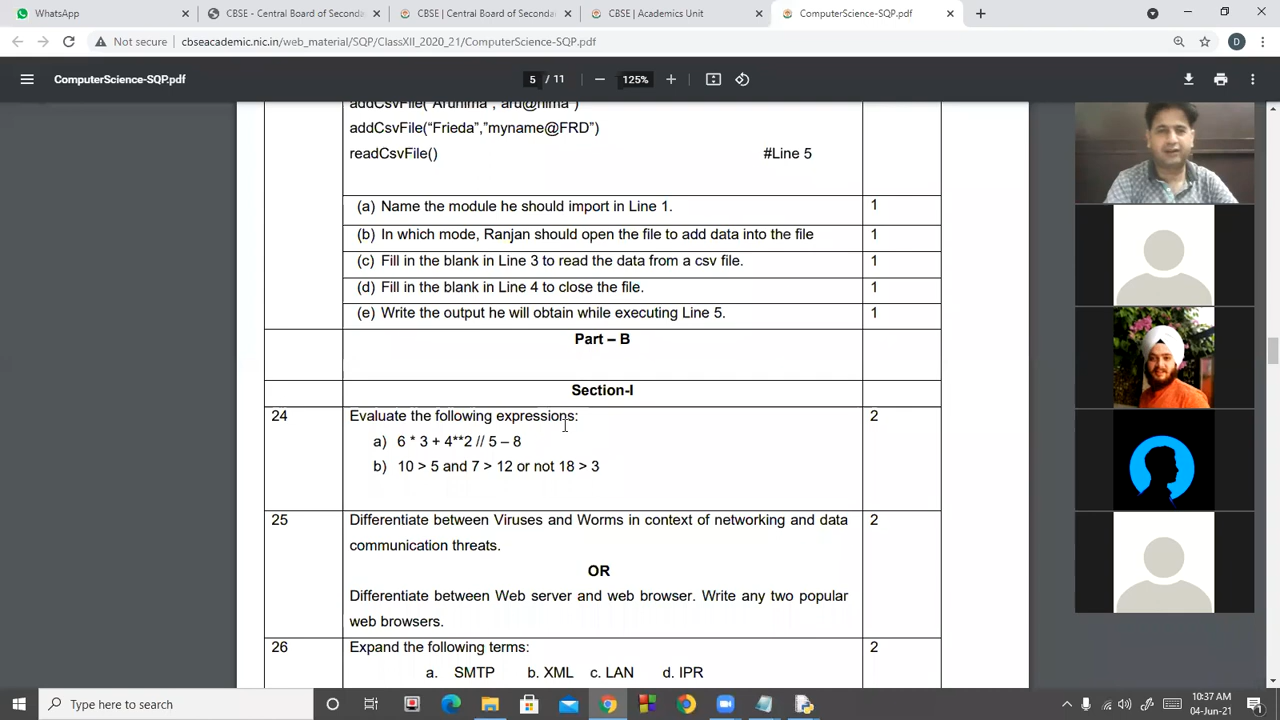 WhatsApp
CBSE - Central Board of Seconda
CBSE | Central Board of Secondar
CBSE | Academics Unit
ComputerScience-SQP.pdf
Not secure
cbseacademic.nic.in/web_material/SQP/ClassXII_2020_21/ComputerScience-SQP.pdf
D
ComputerScience-SQP.pdf
5 / 11
125%
addCsvFile("Arunima","aru@nima")
addCsvFile(“Frieda”,”myname@FRD”)
readCsvFile() #Line 5
(a) Name the module he should import in Line 1. 1
(b) In which mode, Ranjan should open the file to add data into the file 1
(c) Fill in the blank in Line 3 to read the data from a csv file. 1
(d) Fill in the blank in Line 4 to close the file. 1
(e) Write the output he will obtain while executing Line 5. 1
Part – B
Section-I
24 Evaluate the following expressions: 2
a) 6 * 3 + 4**2 // 5 – 8
b) 10 > 5 and 7 > 12 or not 18 > 3
25 Differentiate between Viruses and Worms in context of networking and data 2
communication threats.
OR
Differentiate between Web server and web browser. Write any two popular
web browsers.
26 Expand the following terms: 2
a. SMTP b. XML c. LAN d. IPR
Type here to search
10:37 AM
04-Jun-21